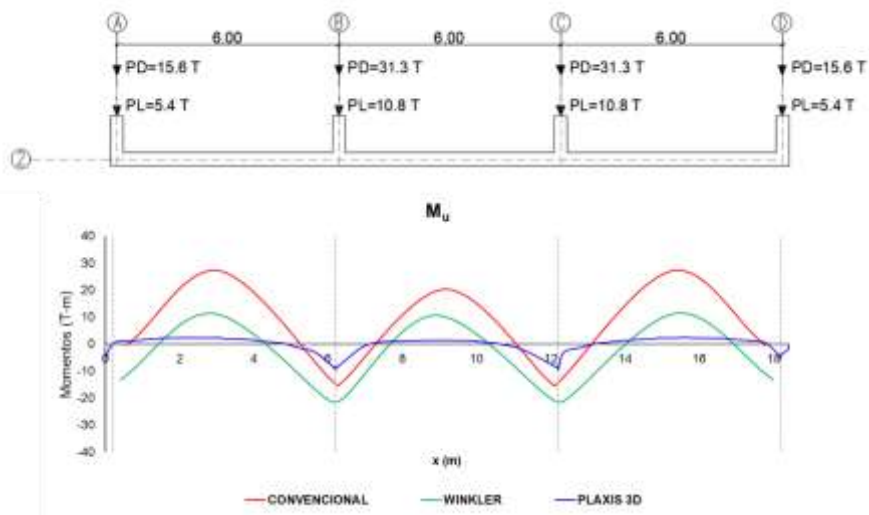 A B C D
6.00 6.00 6.00
PD=15.6 T PD=31.3 T PD=31.3 T PD=15.6 T
PL=5.4 T PL=10.8 T PL=10.8 T PL=5.4 T
2
Mu
40
30
20
10
0
-10
-20
-30
-40
Momentos (T-m)
0 2 4 6 8 10 12 14 16 18
x (m)
CONVENCIONAL WINKLER PLAXIS 3D